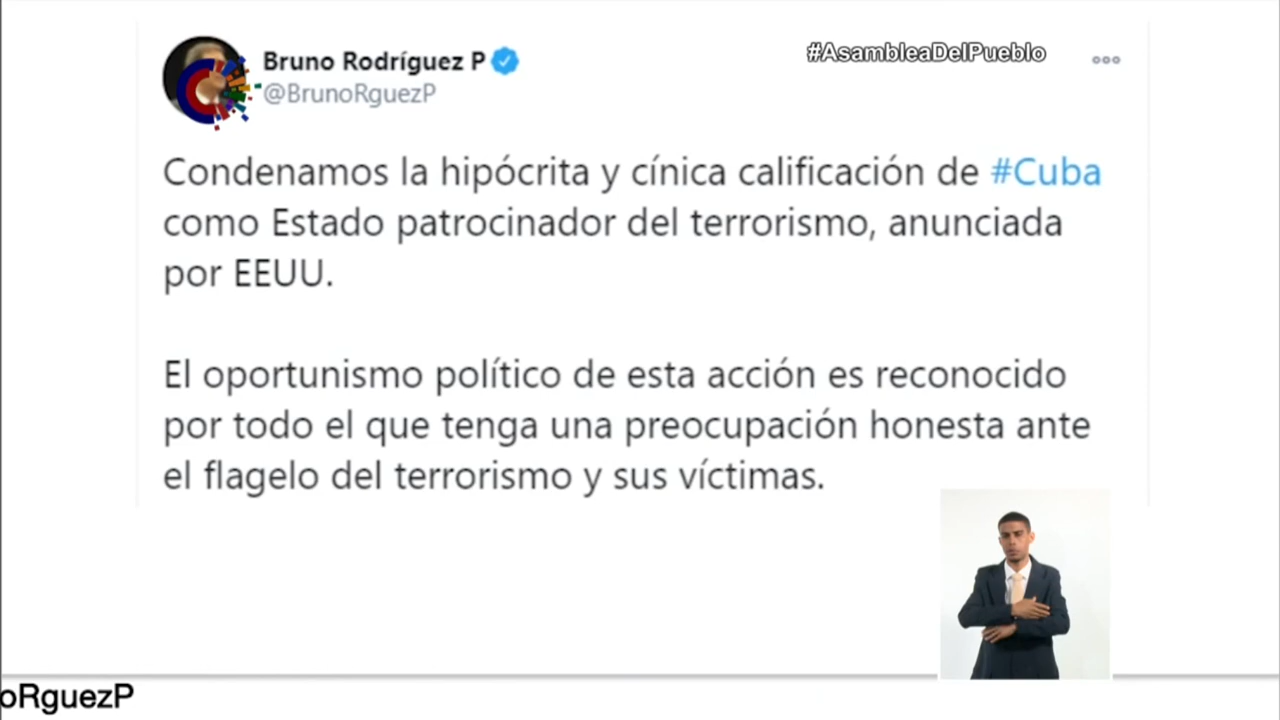 Bruno Rodríguez P
#AsambleaDelPueblo
@BrunoRguezP
Condenamos la hipócrita y cínica calificación de #Cuba
como Estado patrocinador del terrorismo, anunciada
por EEUU.
El oportunismo político de esta acción es reconocido
por todo el que tenga una preocupación honesta ante
el flagelo del terrorismo y sus víctimas.
oRguezP